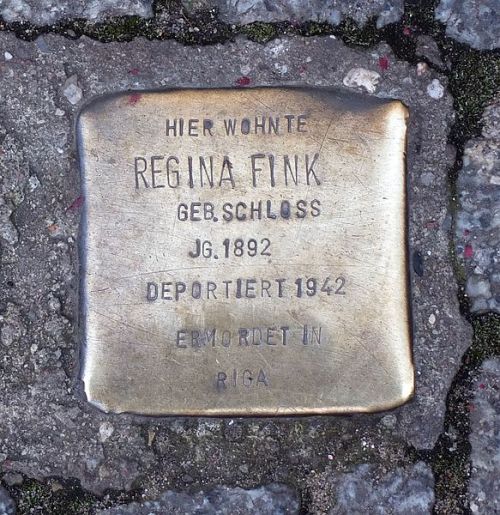 HIER WOHNTE
REGINA FINK
GEB. SCHLOSS
JG. 1892
DEPORTIERT 1942
ERMORDET IN
RIGA